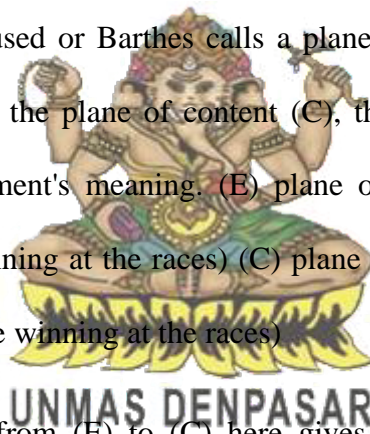 used or Barthes calls a plane
the plane of content (C), th
ment's meaning. (E) plane o
ning at the races) (C) plane
e winning at the races)
UNMAS DENPASAR
from (E) to (C) here gives